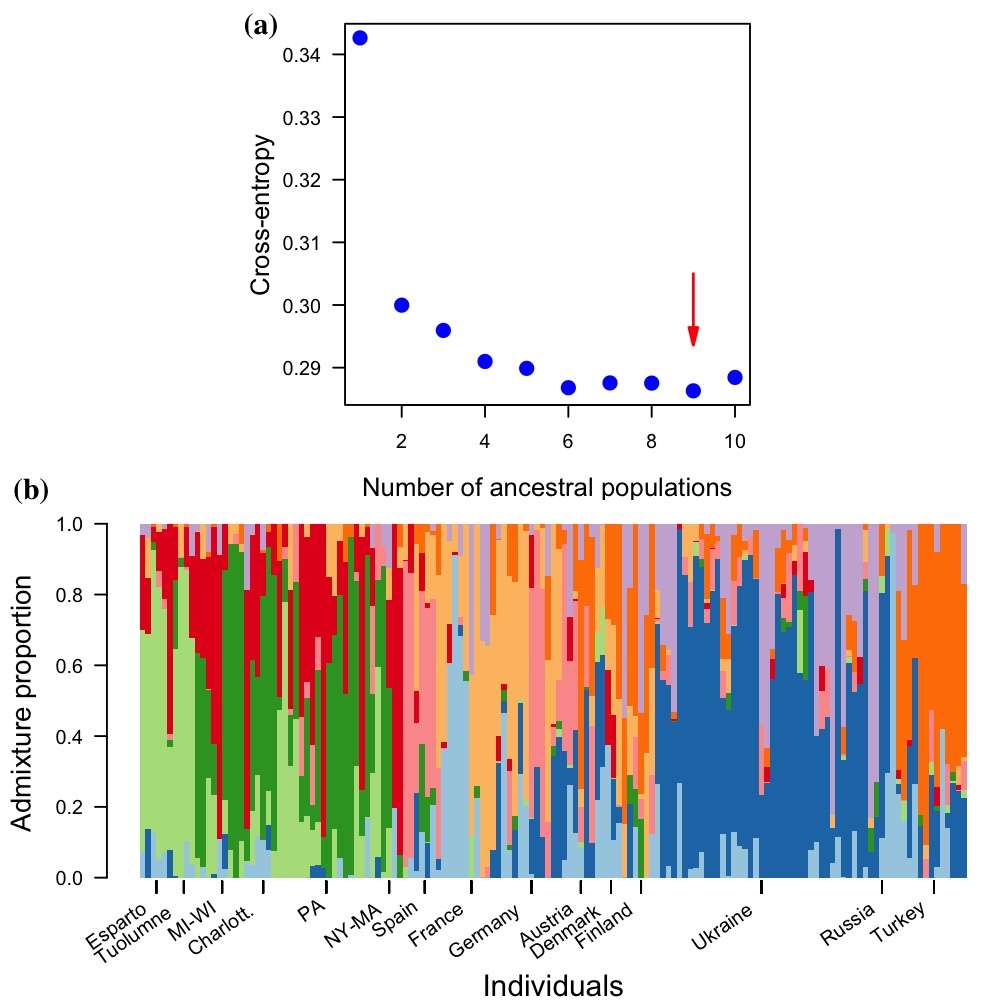 (a)
0.34
0.33
0.32
0.31
0.30
0.29
Cross-entropy
2 4 6 8 10
Number of ancestral populations
(b)
1.0
0.8
0.6
0.4
0.2
0.0
Admixture proportion
Esparto
Tuolumne
MI-WI
Charlott.
PA
NY-MA
Spain
France
Germany
Austria
Denmark
Finland
Ukraine
Russia
Turkey
Individuals